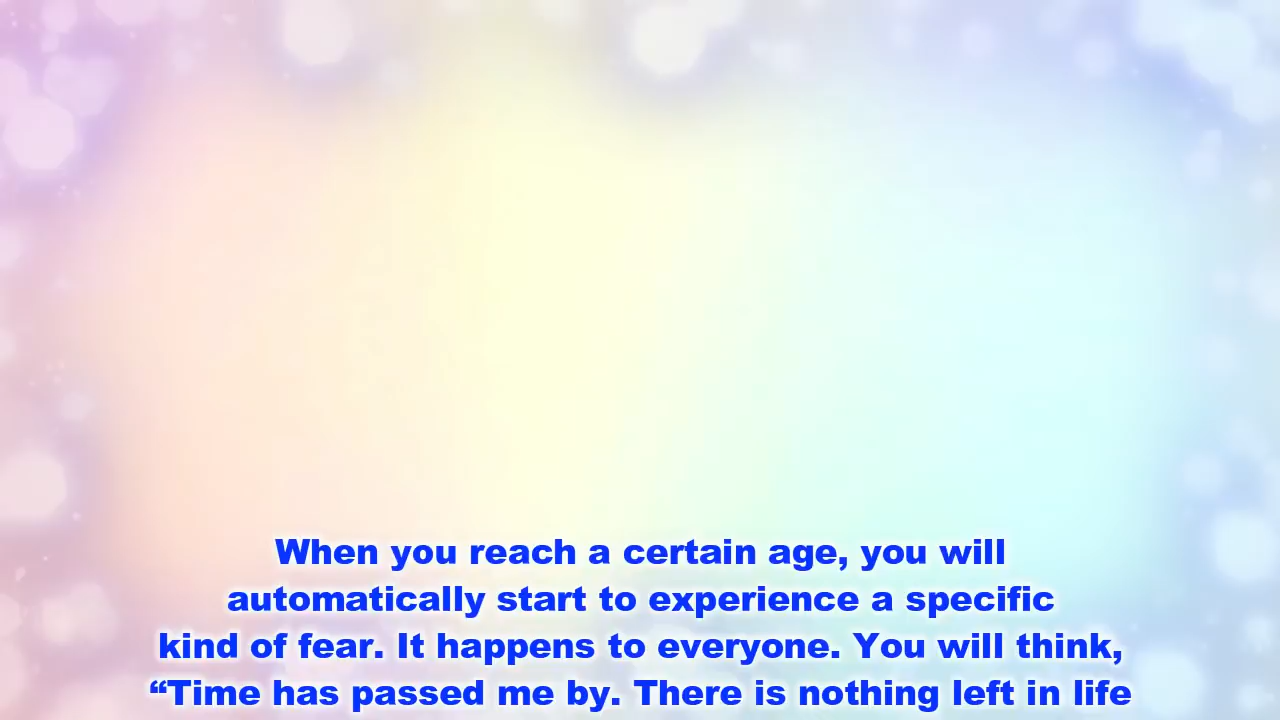 When you reach a certain age, you will
automatically start to experience a specific
kind of fear. It happens to everyone. You will think,
“Time has passed me by. There is nothing left in life